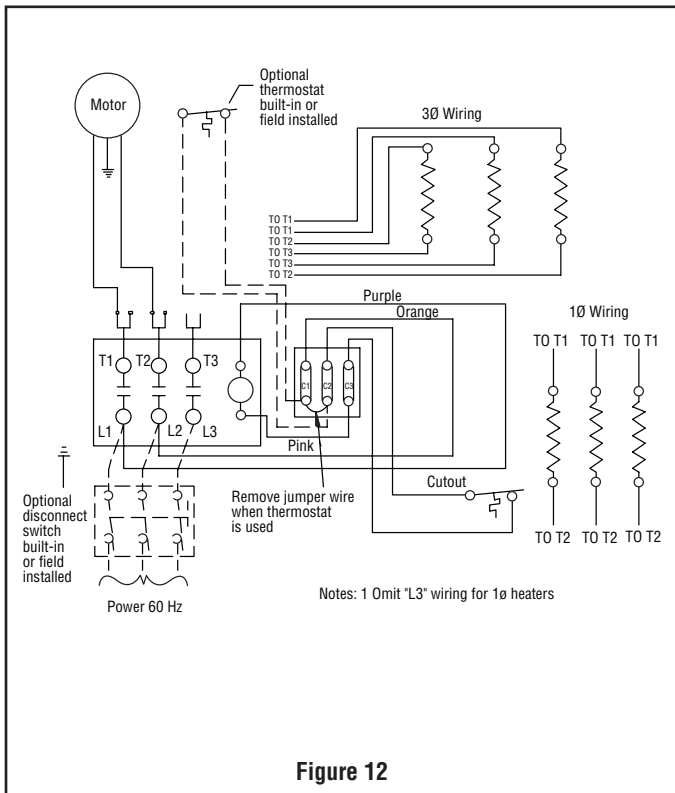 Motor
Optional
thermostat
built-in or
field installed
3Ø Wiring
TO T1
TO T1
TO T2
TO T3
TO T3
TO T2
Purple
Orange
1Ø Wiring
TO T1 TO T1 TO T1
T1 T2 T3
C1 C2 C3
L1 L2 L3
Pink
Optional
disconnect
switch
built-in
or field
installed
Remove jumper wire
when thermostat
is used
Cutout
TO T2 TO T2 TO T2
Power 60 Hz
Notes: 1 Omit "L3" wiring for 1ø heaters
Figure 12